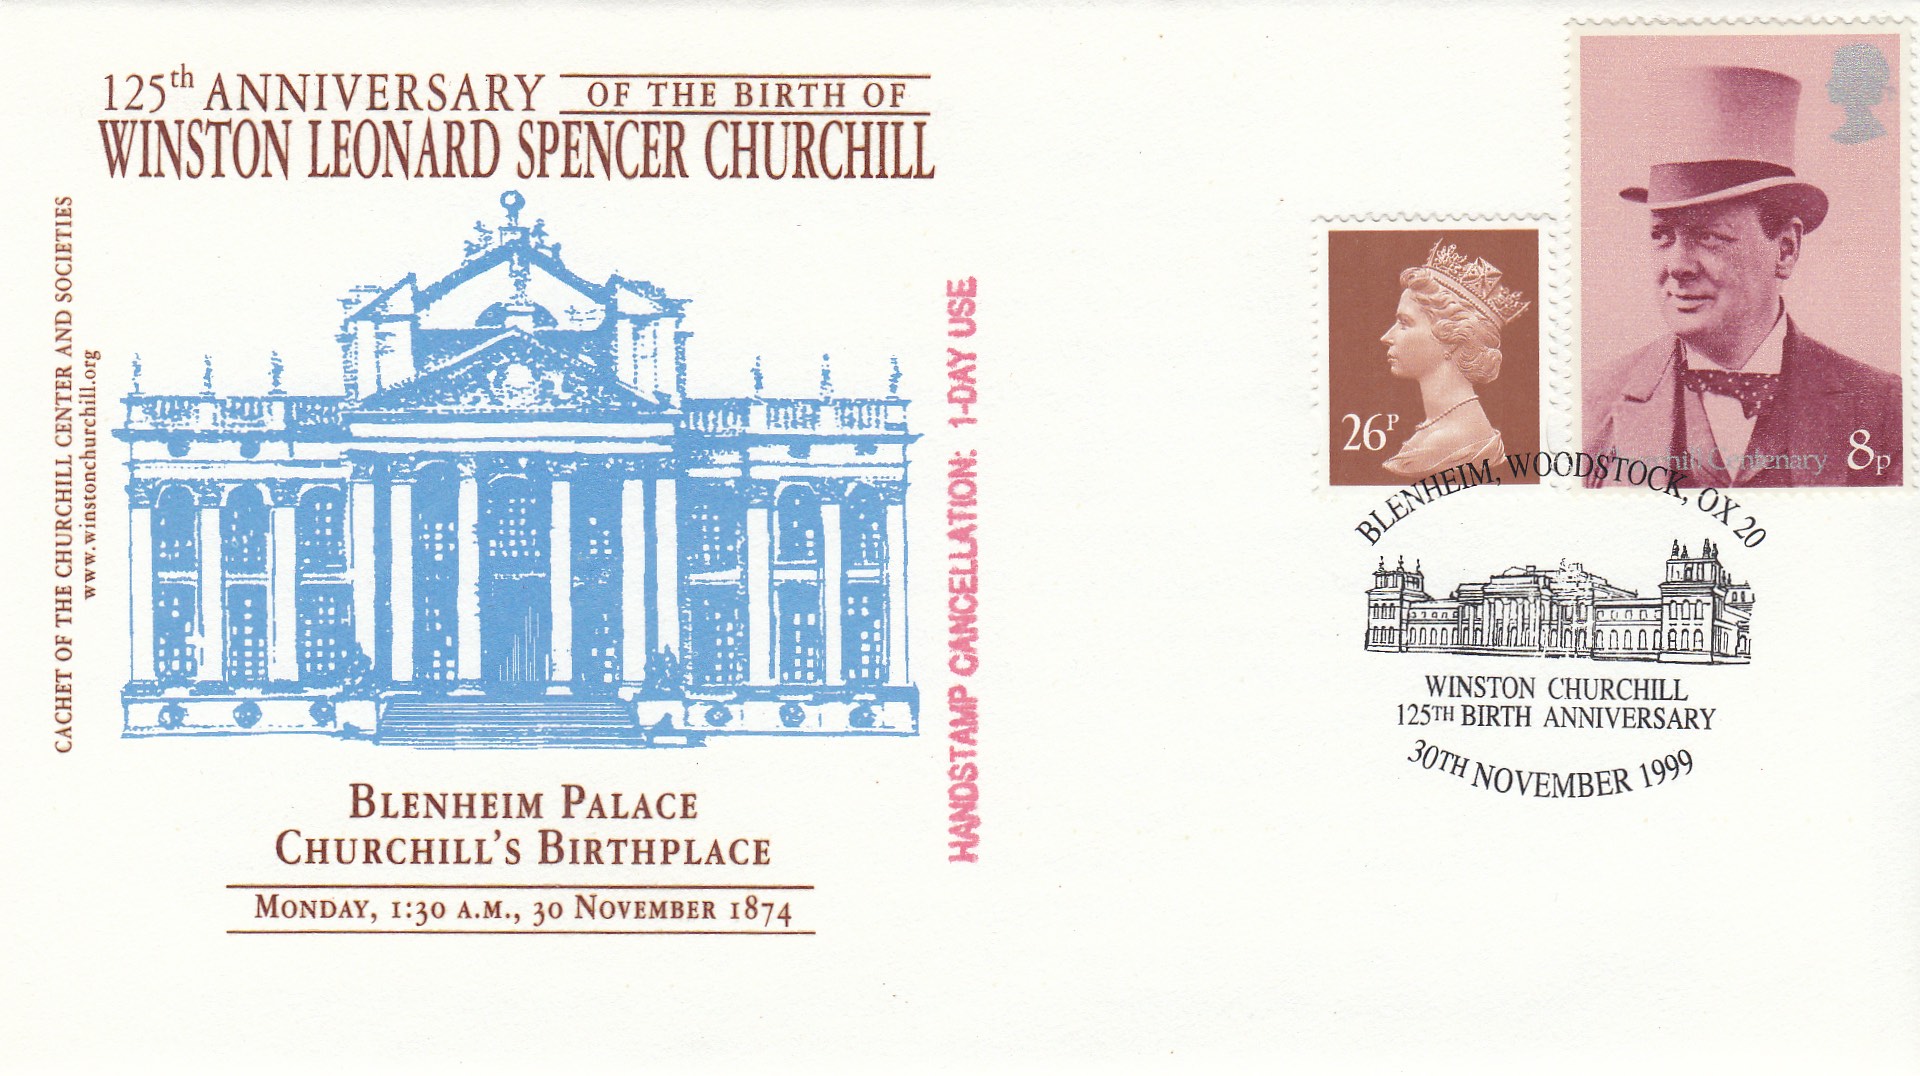 125th ANNIVERSARY OF THE BIRTH OF
WINSTON LEONARD SPENCER CHURCHILL
CACHET OF THE CHURCHILL CENTER AND SOCIETIES
www.winstonchurchill.org
BLENHEIM PALACE
CHURCHILL'S BIRTHPLACE
MONDAY, 1:30 A.M., 30 NOVEMBER 1874
HANDSTAMP CANCELLATION: 1-DAY USE
26P
Churchill Centenary 8p
BLENHEIM, WOODSTOCK, OX 20
WINSTON CHURCHILL
125TH BIRTH ANNIVERSARY
30TH NOVEMBER 1999